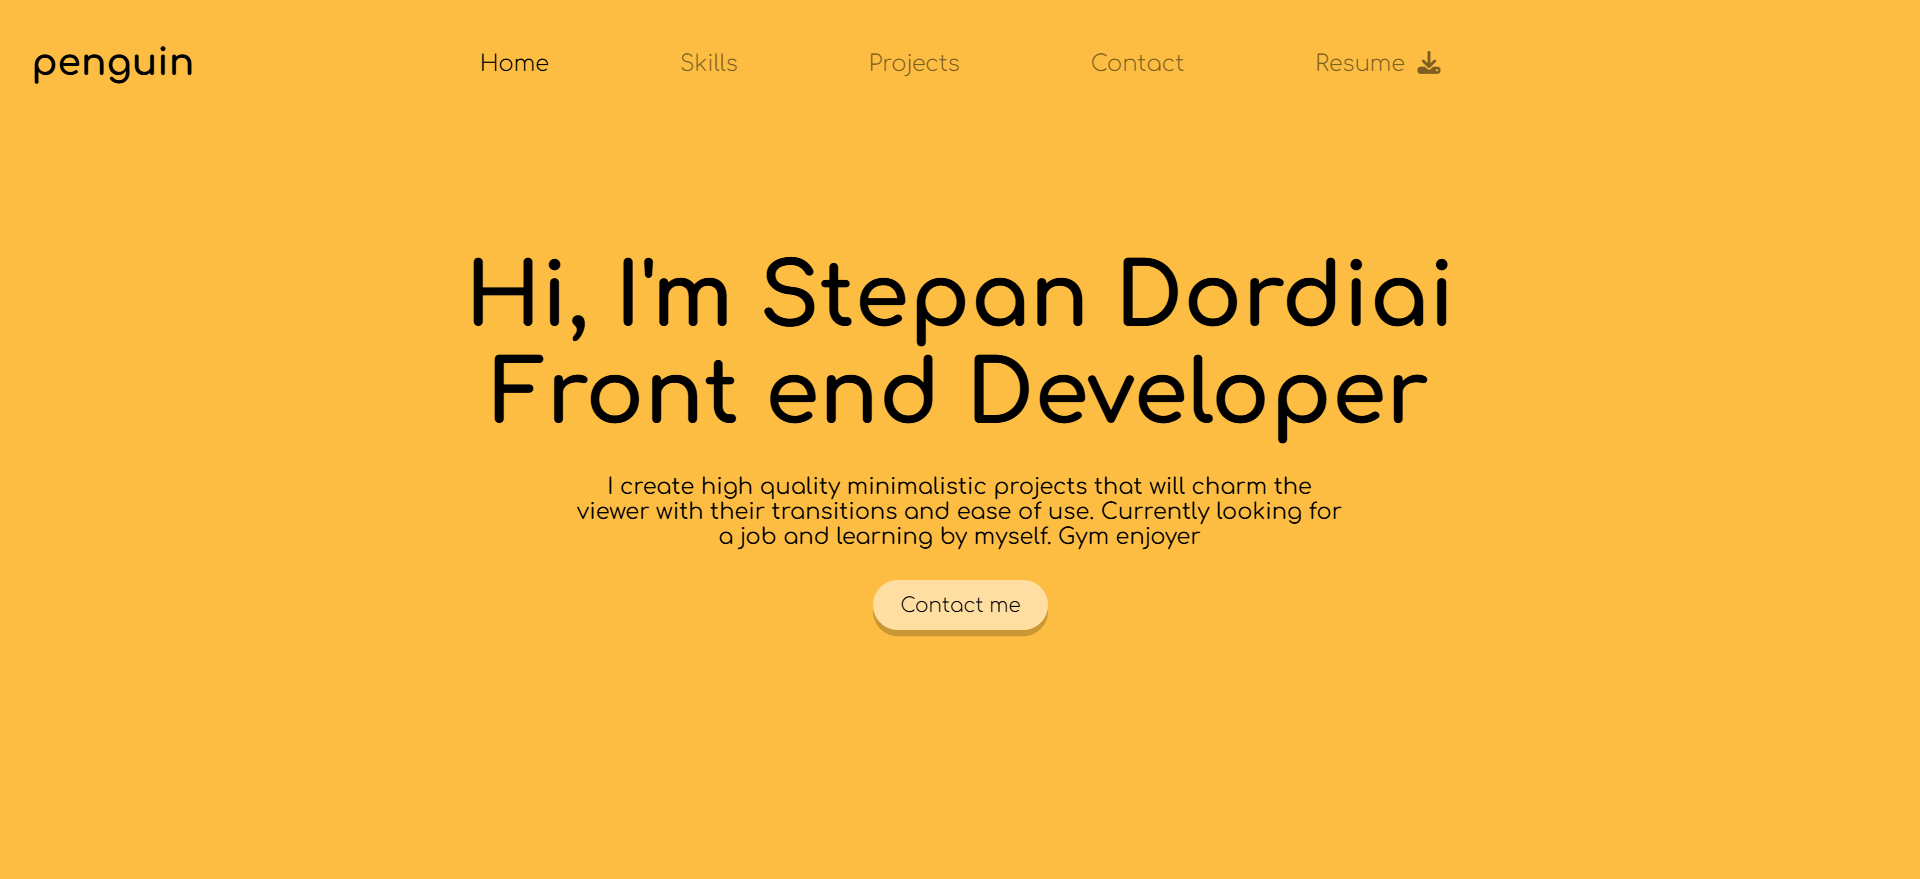 penguin
Home Skills Projects Contact Resume
Hi, I'm Stepan Dordiai
Front end Developer
I create high quality minimalistic projects that will charm the
viewer with their transitions and ease of use. Currently looking for
a job and learning by myself. Gym enjoyer
Contact me